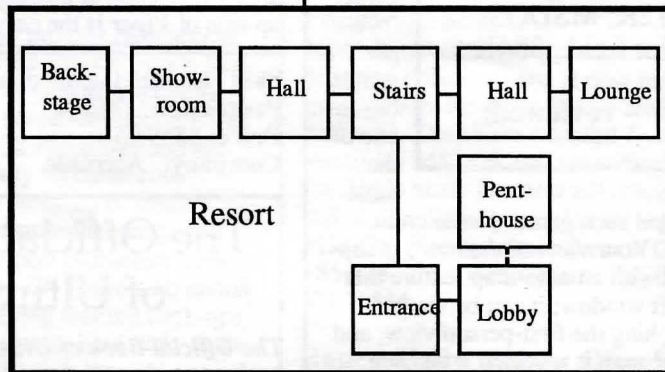 Back-
stage
Show-
room
Hall
Stairs
Hall
Lounge
Pent-
house
Resort
Entrance
Lobby